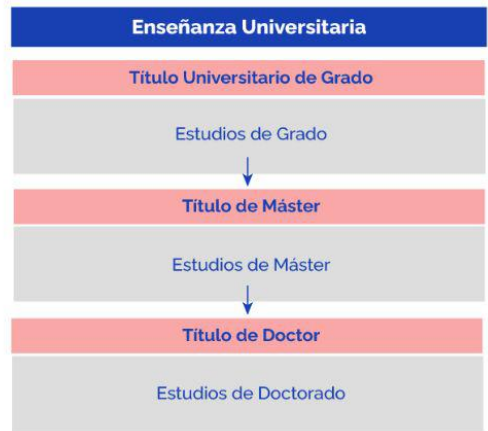 Enseñanza Universitaria
Título Universitario de Grado
Estudios de Grado
Título de Máster
Estudios de Máster
Título de Doctor
Estudios de Doctorado